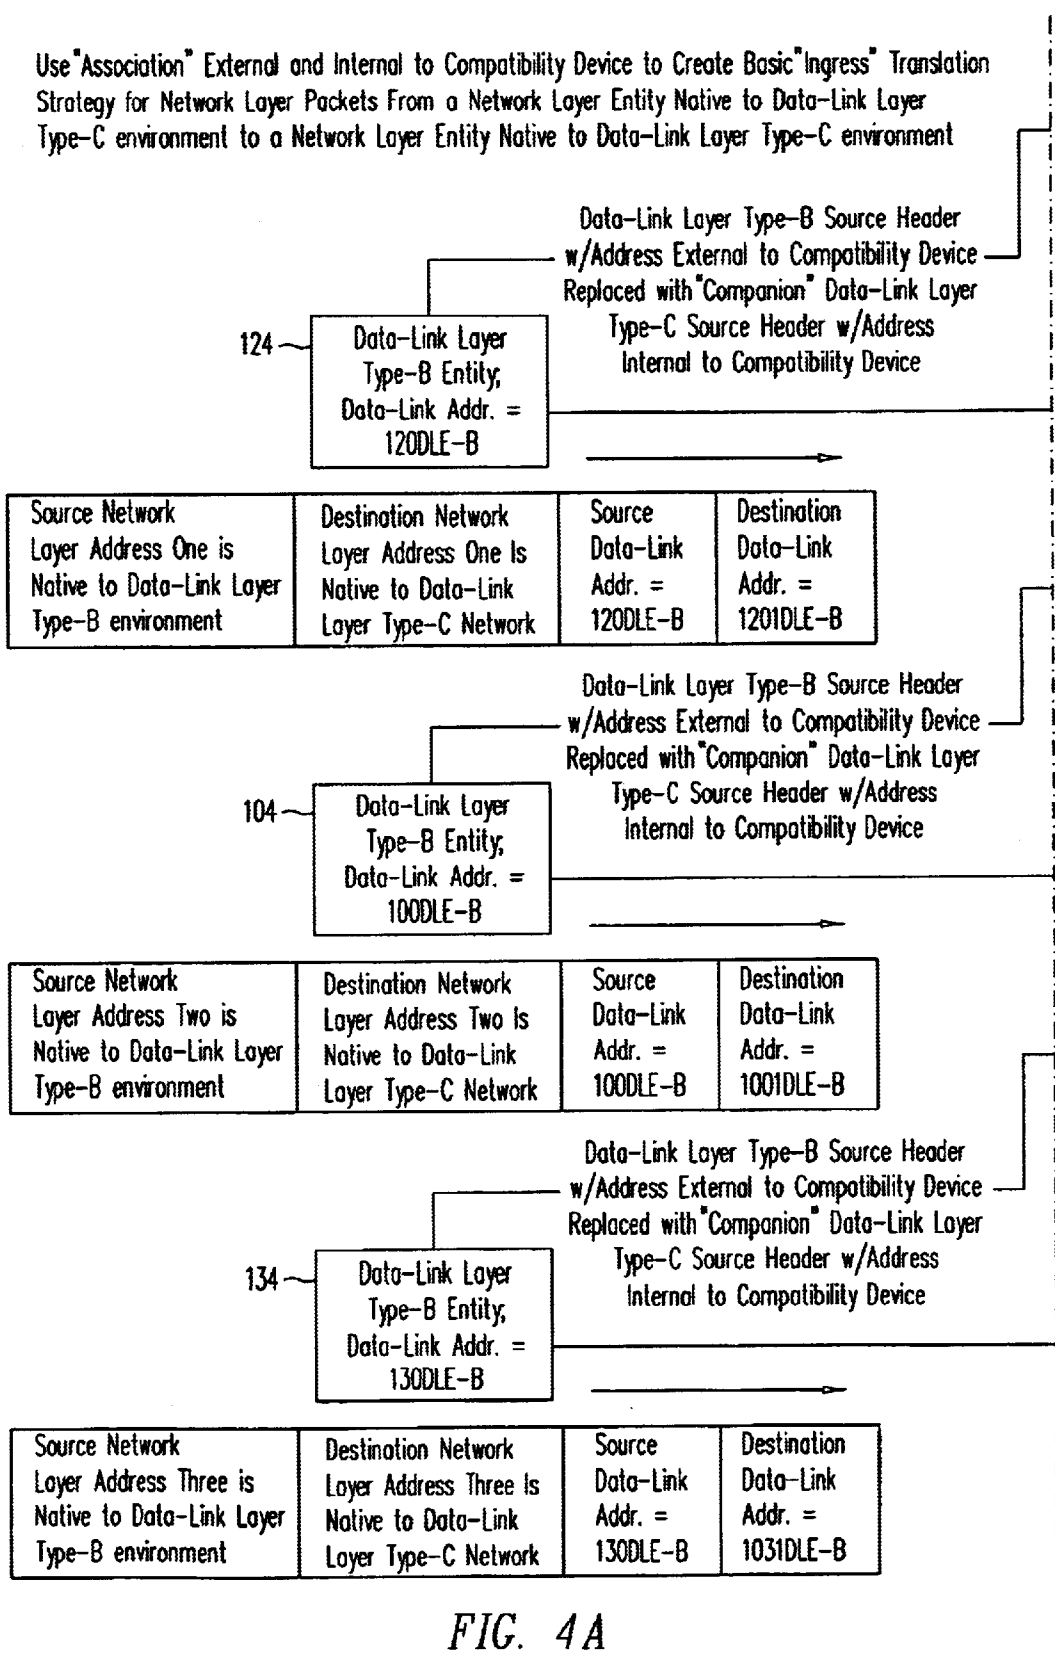 Use "Association" External and Internal to Compatibility Device to Create Basic "Ingress" Translation
Strategy for Network Layer Packets From a Network Layer Entity Native to Data-Link Layer
Type-C environment to a Network Layer Entity Native to Data-Link Layer Type-C environment
Data-Link Layer Type-B Source Header
w/Address External to Compatibility Device
Replaced with "Companion" Data-Link Layer
Type-C Source Header w/Address
Internal to Compatibility Device
124
Data-Link Layer
Type-B Entity;
Data-Link Addr. =
120DLE-B
Source Network
Layer Address One is
Native to Data-Link Layer
Type-B environment
Destination Network
Layer Address One Is
Native to Data-Link
Layer Type-C Network
Source
Data-Link
Addr. =
120DLE-B
Destination
Data-Link
Addr. =
1201DLE-B
Data-Link Layer Type-B Source Header
w/Address External to Compatibility Device
Replaced with "Companion" Data-Link Layer
Type-C Source Header w/Address
Internal to Compatibility Device
104
Data-Link Layer
Type-B Entity;
Data-Link Addr. =
100DLE-B
Source Network
Layer Address Two is
Native to Data-Link Layer
Type-B environment
Destination Network
Layer Address Two Is
Native to Data-Link
Layer Type-C Network
Source
Data-Link
Addr. =
100DLE-B
Destination
Data-Link
Addr. =
1001DLE-B
Data-Link Layer Type-B Source Header
w/Address External to Compatibility Device
Replaced with "Companion" Data-Link Layer
Type-C Source Header w/Address
Internal to Compatibility Device
134
Data-Link Layer
Type-B Entity;
Data-Link Addr. =
130DLE-B
Source Network
Layer Address Three is
Native to Data-Link Layer
Type-B environment
Destination Network
Layer Address Three Is
Native to Data-Link
Layer Type-C Network
Source
Data-Link
Addr. =
130DLE-B
Destination
Data-Link
Addr. =
1031DLE-B
FIG. 4A